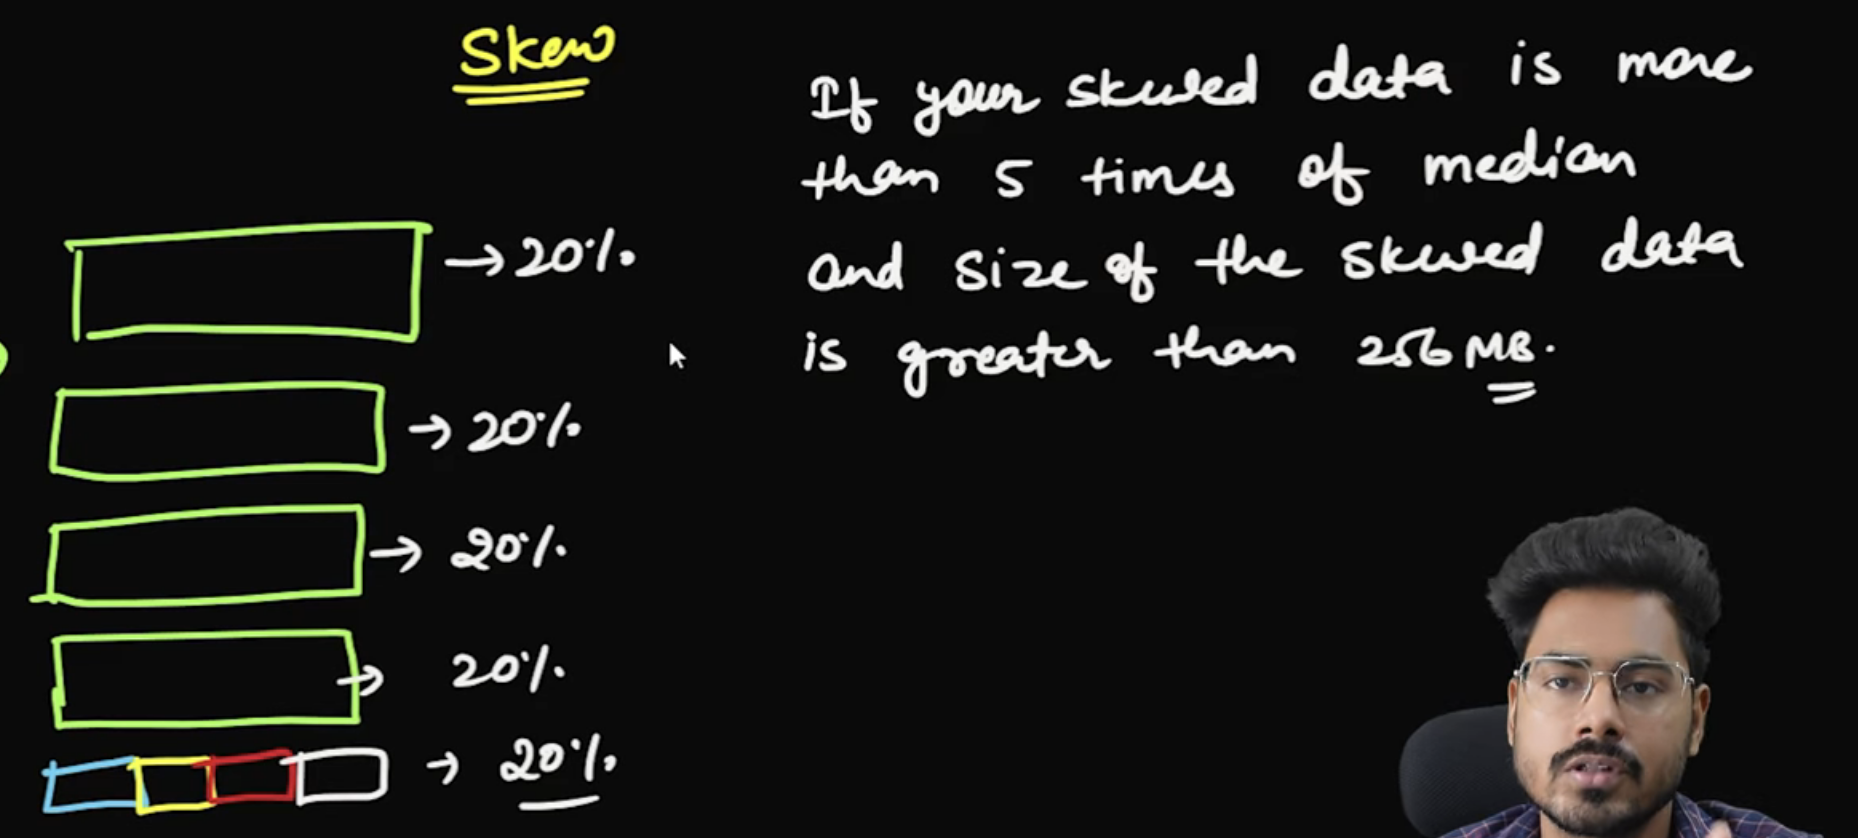 Skew
If your skewed data is more
than 5 times of median
and size of the skewed data
is greater than 256 MB.
→ 20%
→ 20%
→ 20%
→ 20%
→ 20%